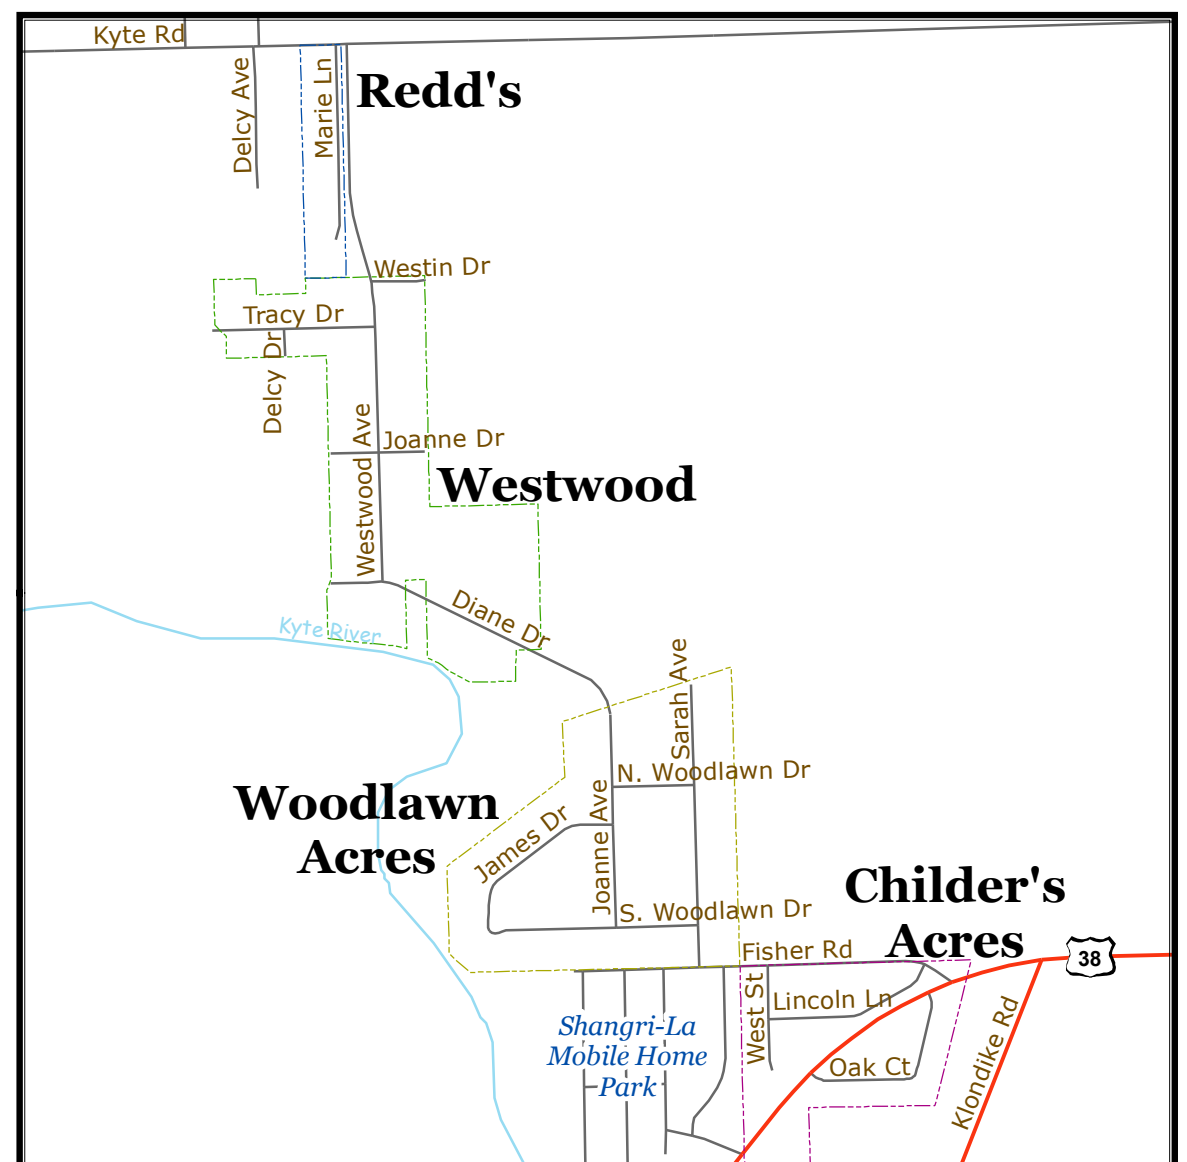 Kyte Rd
Delcy Ave
Marie Ln
Redd's
Westin Dr
Tracy Dr
Delcy Dr
Westwood Ave
Joanne Dr
Westwood
Diane Dr
Kyte River
Sarah Ave
N. Woodlawn Dr
Woodlawn
Acres
James Dr
Joanne Ave
S. Woodlawn Dr
Childer's
Acres
Fisher Rd
38
West St
Lincoln Ln
Shangri-La
Mobile Home
Park
Oak Ct
Klondike Rd